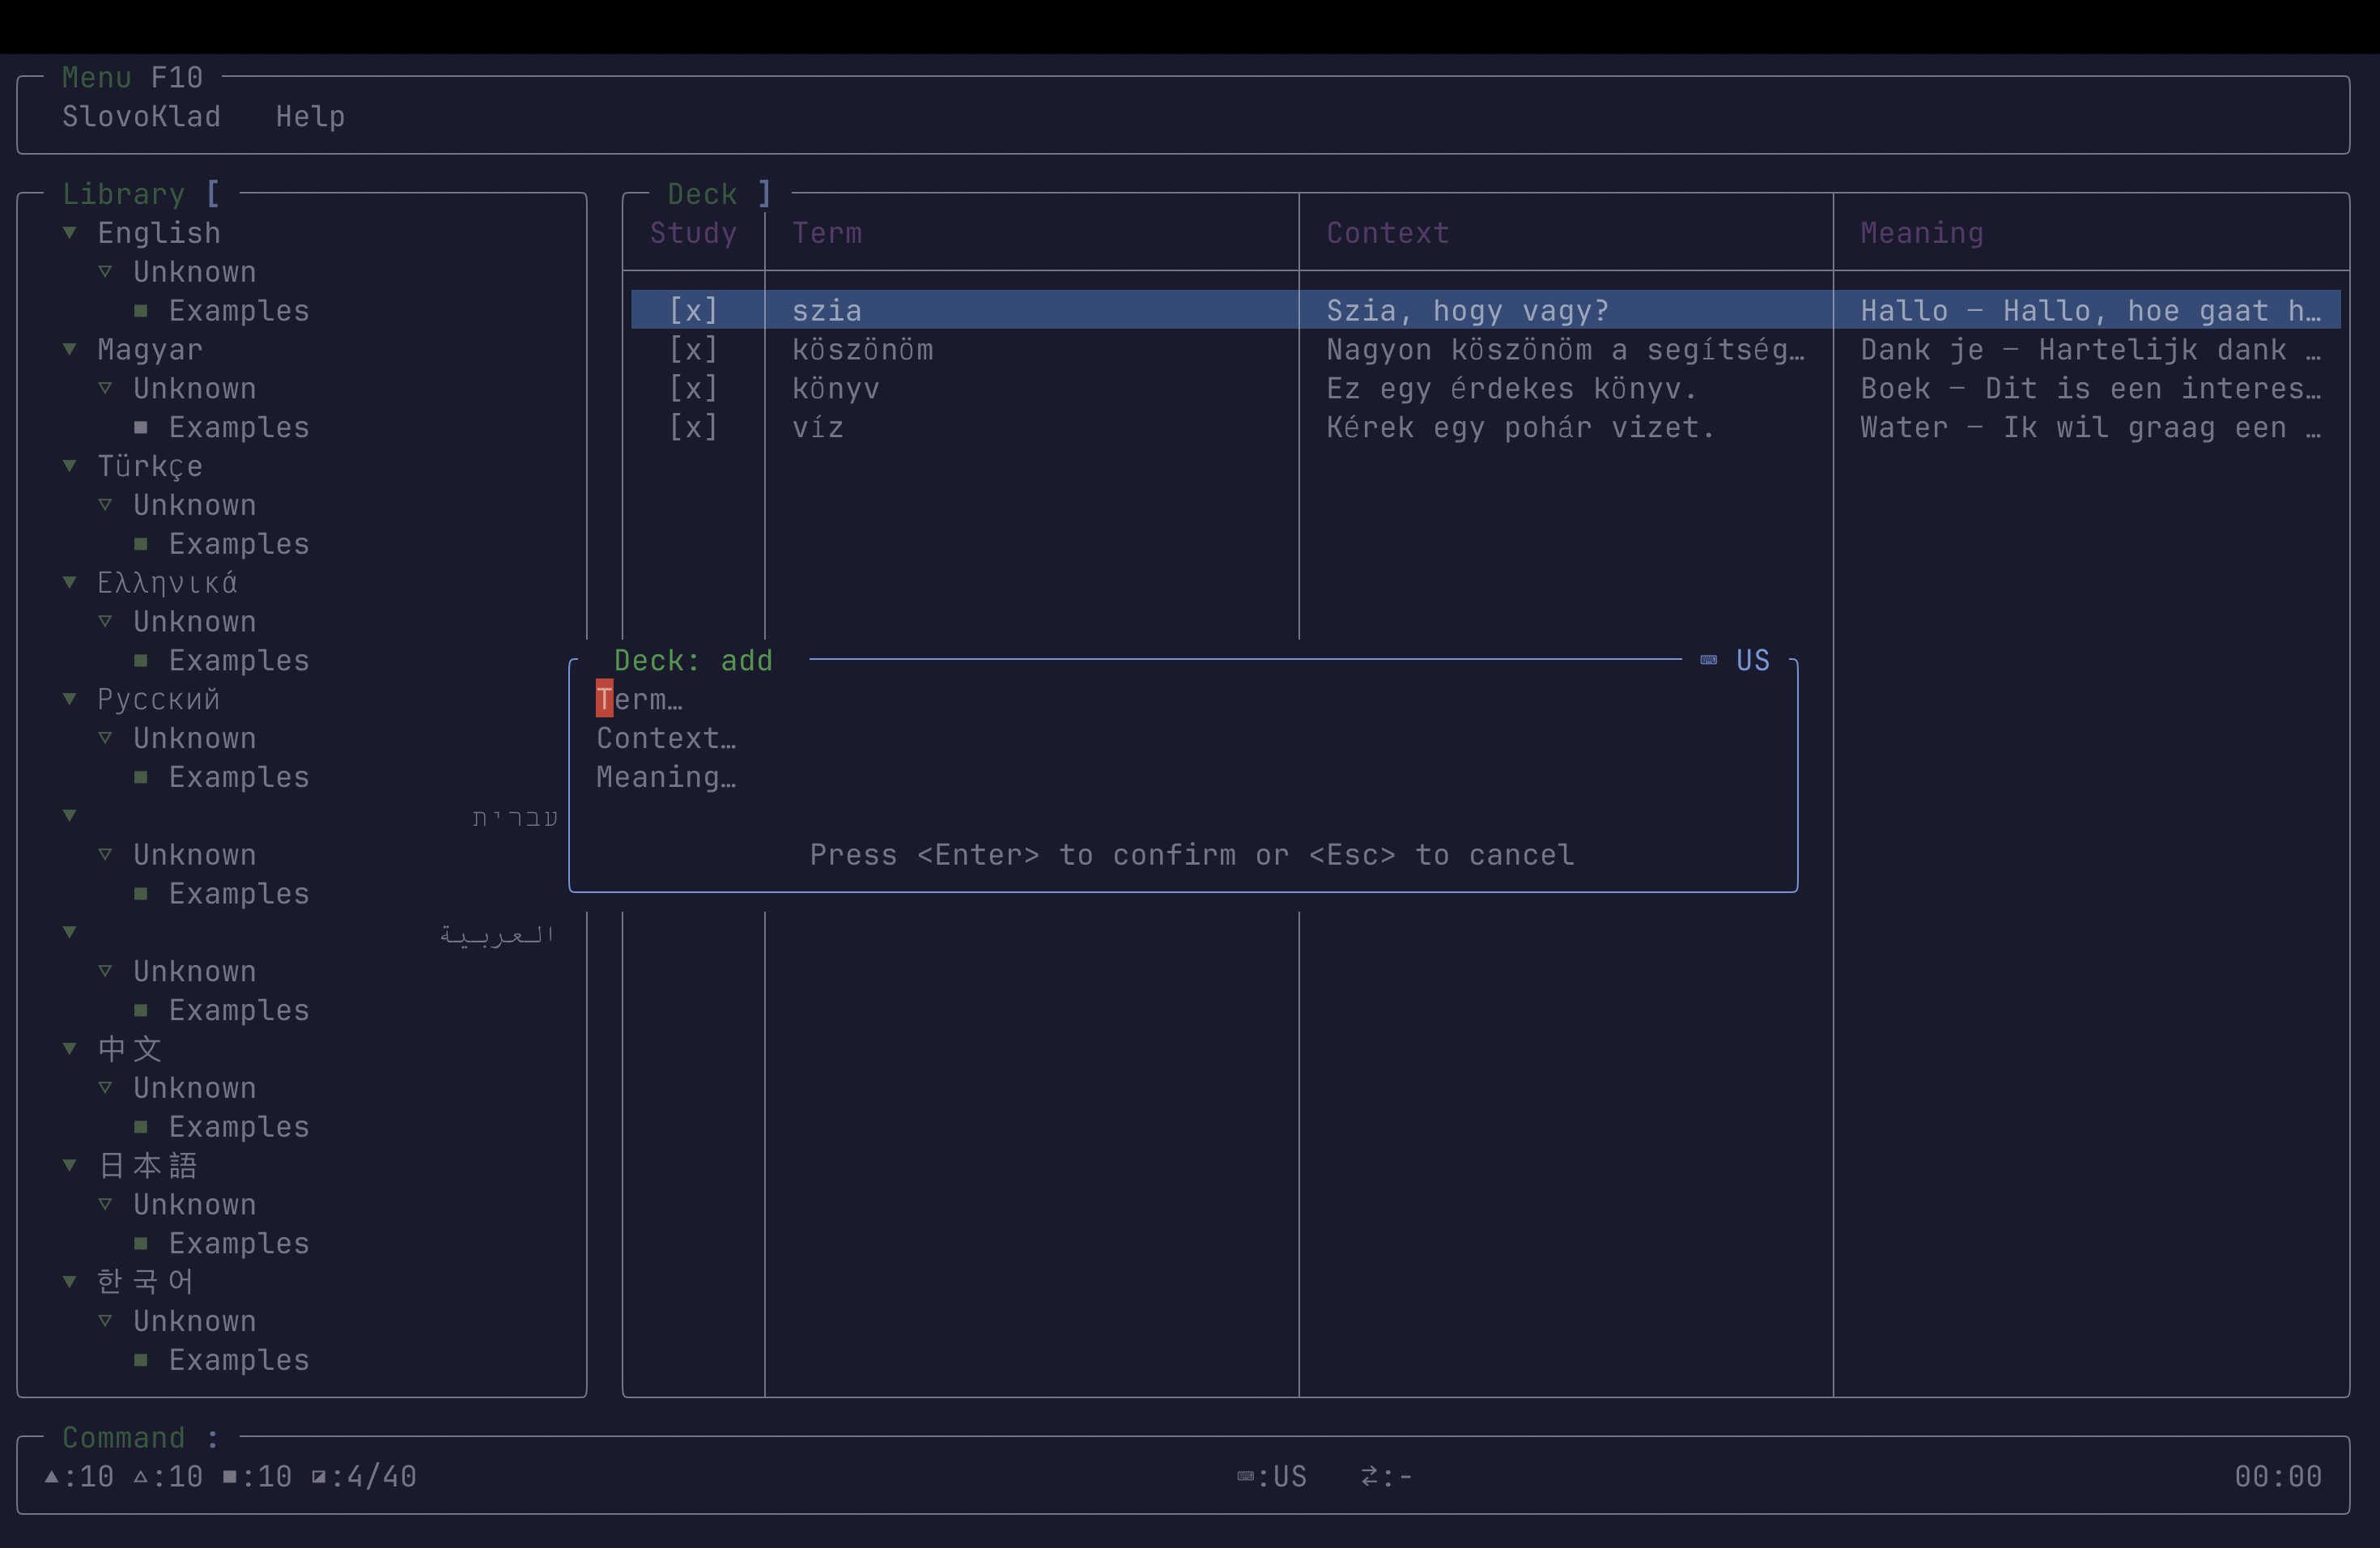 Menu F10
SlovoKlad Help
Library [
▼ English
▽ Unknown
■ Examples
▼ Magyar
▽ Unknown
■ Examples
▼ Türkçe
▽ Unknown
■ Examples
▼ Ελληνικά
▽ Unknown
■ Examples
▼ Русский
▽ Unknown
■ Examples
▼ עברית
▽ Unknown
■ Examples
▼ العربية
▽ Unknown
■ Examples
▼ 中文
▽ Unknown
■ Examples
▼ 日本語
▽ Unknown
■ Examples
▼ 한국어
▽ Unknown
■ Examples
Deck ]
Study Term Context Meaning
[x] szia Szia, hogy vagy? Hallo — Hallo, hoe gaat h…
[x] köszönöm Nagyon köszönöm a segítség… Dank je — Hartelijk dank …
[x] könyv Ez egy érdekes könyv. Boek — Dit is een interes…
[x] víz Kérek egy pohár vizet. Water — Ik wil graag een …
Deck: add ⌨ US
Term…
Context…
Meaning…
Press <Enter> to confirm or <Esc> to cancel
Command :
▲:10 △:10 ■:10 ◪:4/40 ⌨:US ⇄:- 00:00